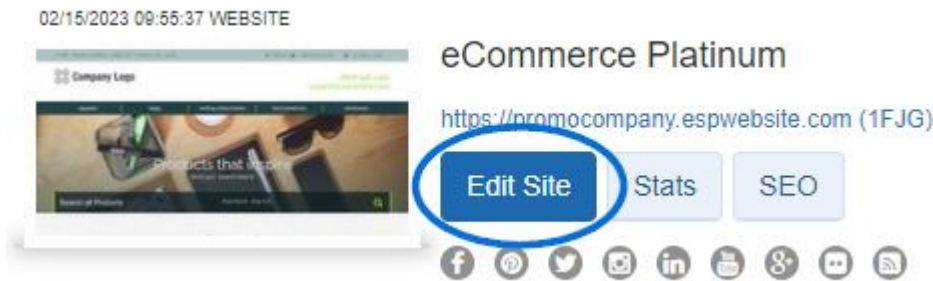 02/15/2023 09:55:37 WEBSITE
Company Logo
Products that inspire
Search all Products
eCommerce Platinum
https://promocompany.espwebsite.com (1FJG)
Edit Site
Stats
SEO